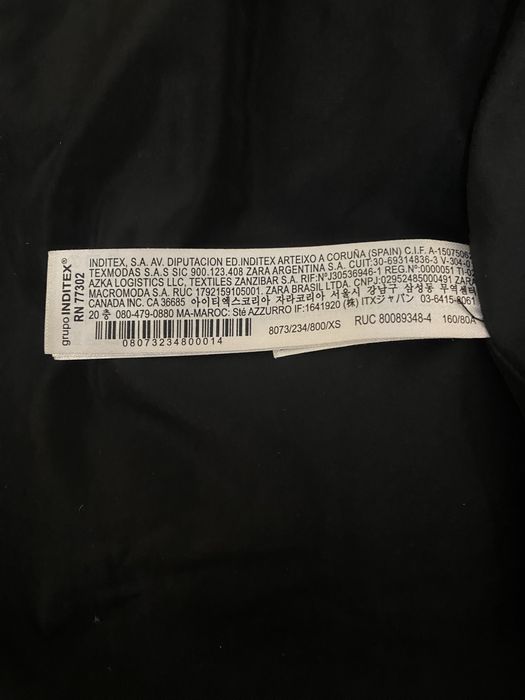 grupo INDITEX®
RN 77302
INDITEX, S.A. AV. DIPUTACION ED.INDITEX ARTEIXO A CORUÑA (SPAIN) C.I.F. A-150750
TEXMODAS S.A.S SIC 900.123.408 ZARA ARGENTINA S.A. CUIT:30-69314836-3 V-304-0
AZKA LOGISTICS LLC, TEXTILES ZANZIBAR S.A. RIF:NºJ30536946-1 REG.Nº:0000051 TI-0
MACROMODA S.A. RUC 1792159105001. ZARA BRASIL LTDA. CNPJ:02952485000491 ZARA
CANADA INC. CA 36685 아이티엑스코리아 자라코리아 서울시 강남구 삼성동 무역센터
20 층 080-479-0880 MA-MAROC: Sté AZZURRO IF:1641920 (株) ITXジャパン 03-6415-8061
08073234800014
8073/234/800/XS
RUC 80089348-4
160/80A